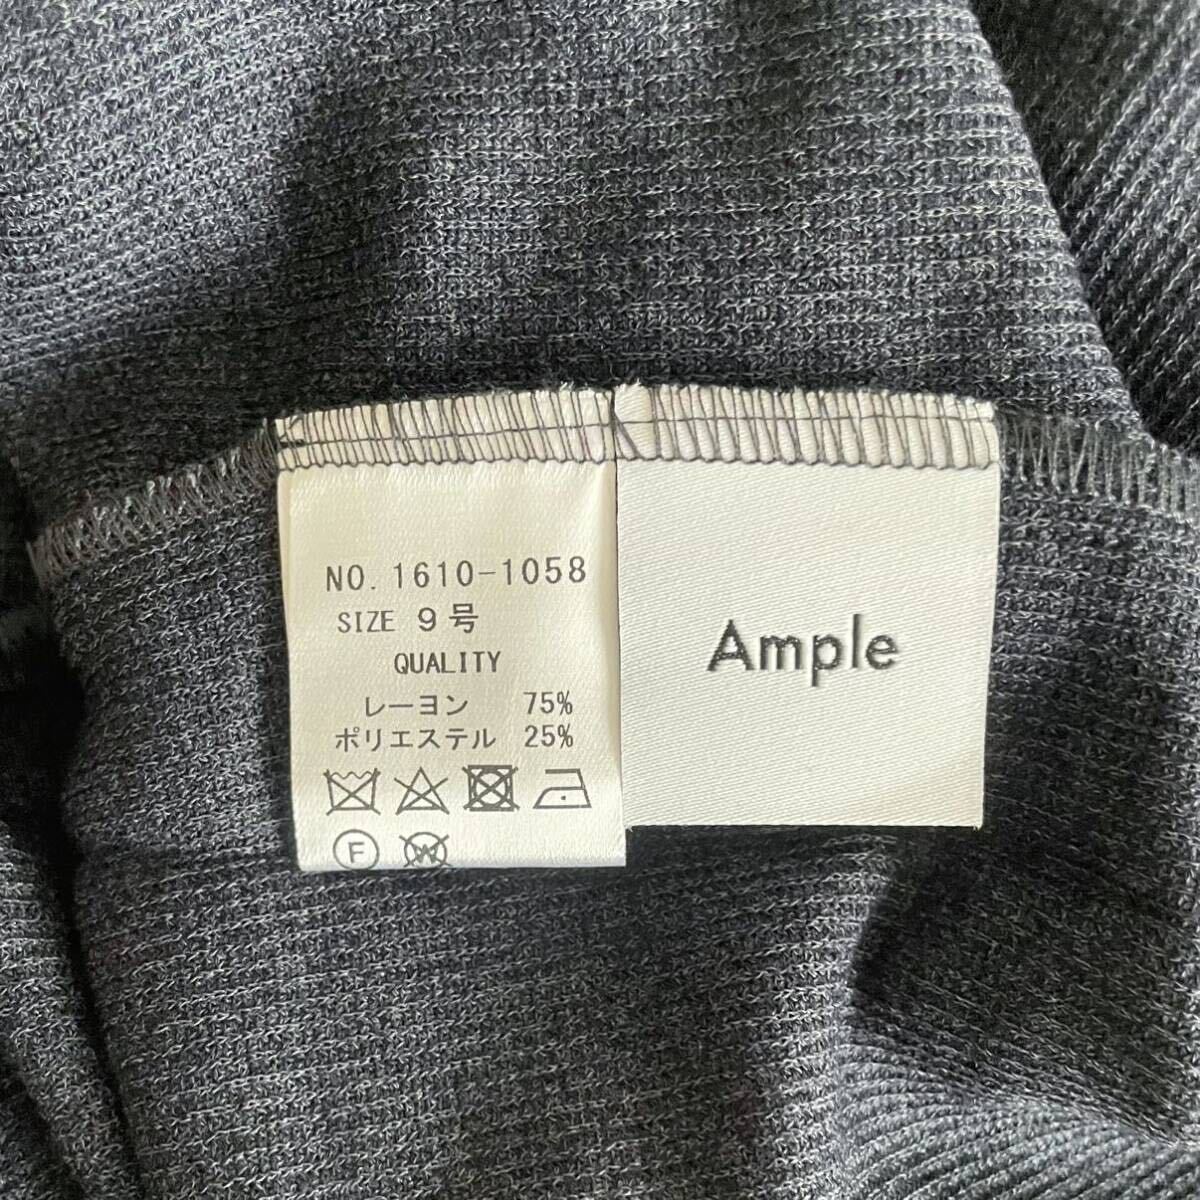 NO. 1610-1058
SIZE 9号
QUALITY
レーヨン 75%
ポリエステル 25%
F W
Ample